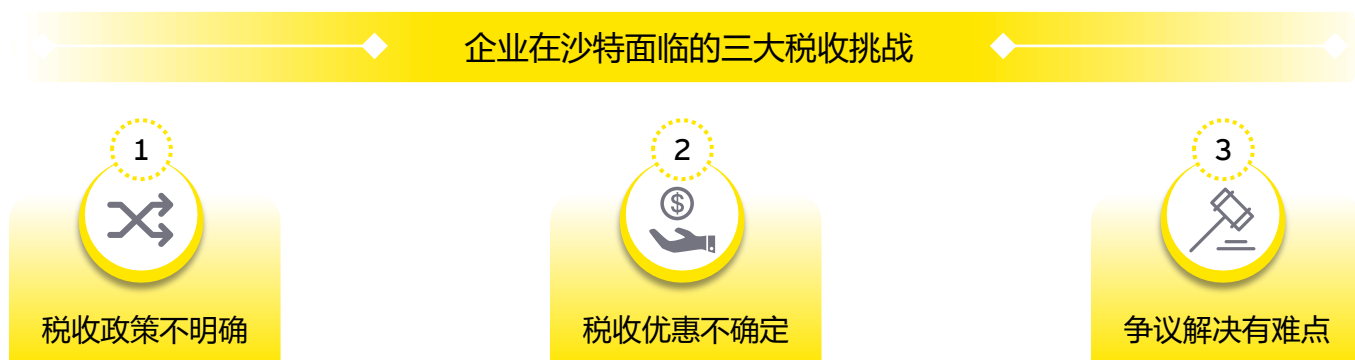 企业在沙特面临的三大税收挑战
1
2
3
$
税收政策不明确
税收优惠不确定
争议解决有难点